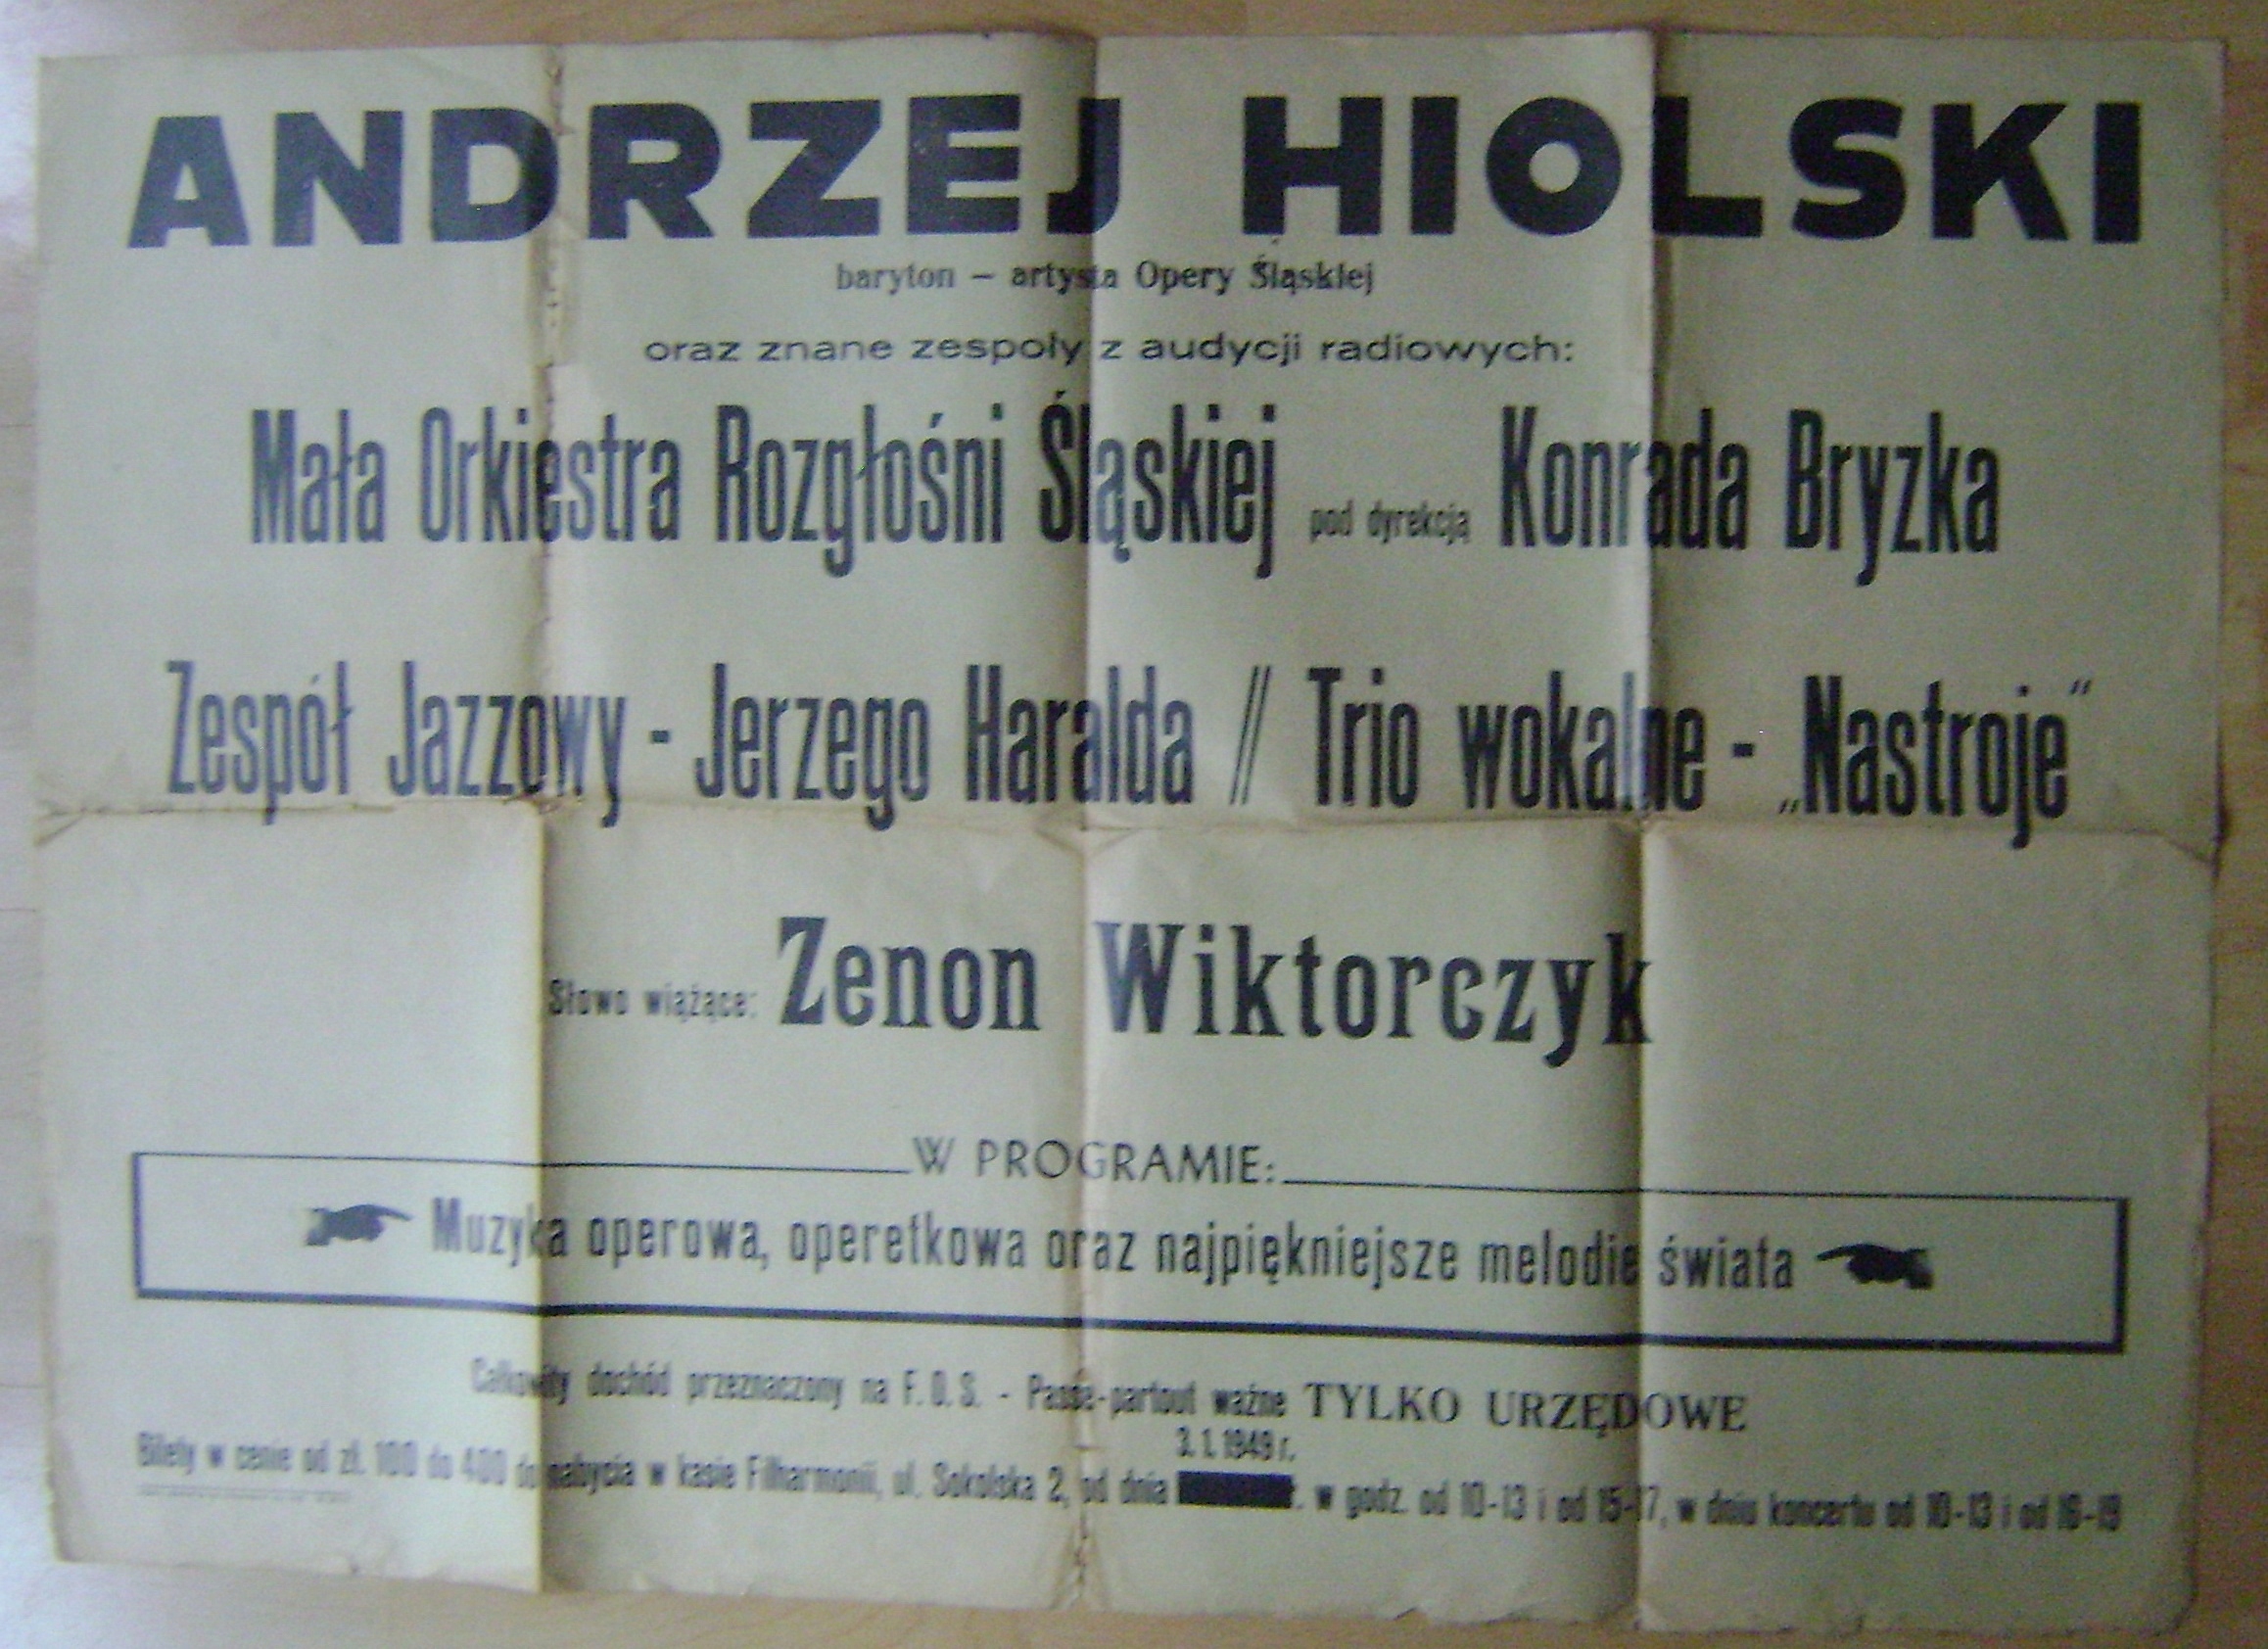 ANDRZEJ HIOLSKI
baryton – artysta Opery Śląskiej
oraz znane zespoły z audycji radiowych:
Mała Orkiestra Rozgłośni Śląskiej pod dyrekcją Konrada Bryzka
Zespół Jazzowy - Jerzego Haralda // Trio wokalne - „Nastroje"
Słowo wiążące: Zenon Wiktorczyk
W PROGRAMIE:
Muzyka operowa, operetkowa oraz najpiękniejsze melodie świata
Całkowity dochód przeznaczony na F.O.S. - Passe-partout ważne TYLKO URZĘDOWE
3.1.1949 r.
Bilety w cenie od zł. 100 do 400 do nabycia w kasie Filharmonii, ul. Sokolska 2, od dnia r. w godz. od 10-13 i od 15-17, w dniu koncertu od 10-13 i od 16-19